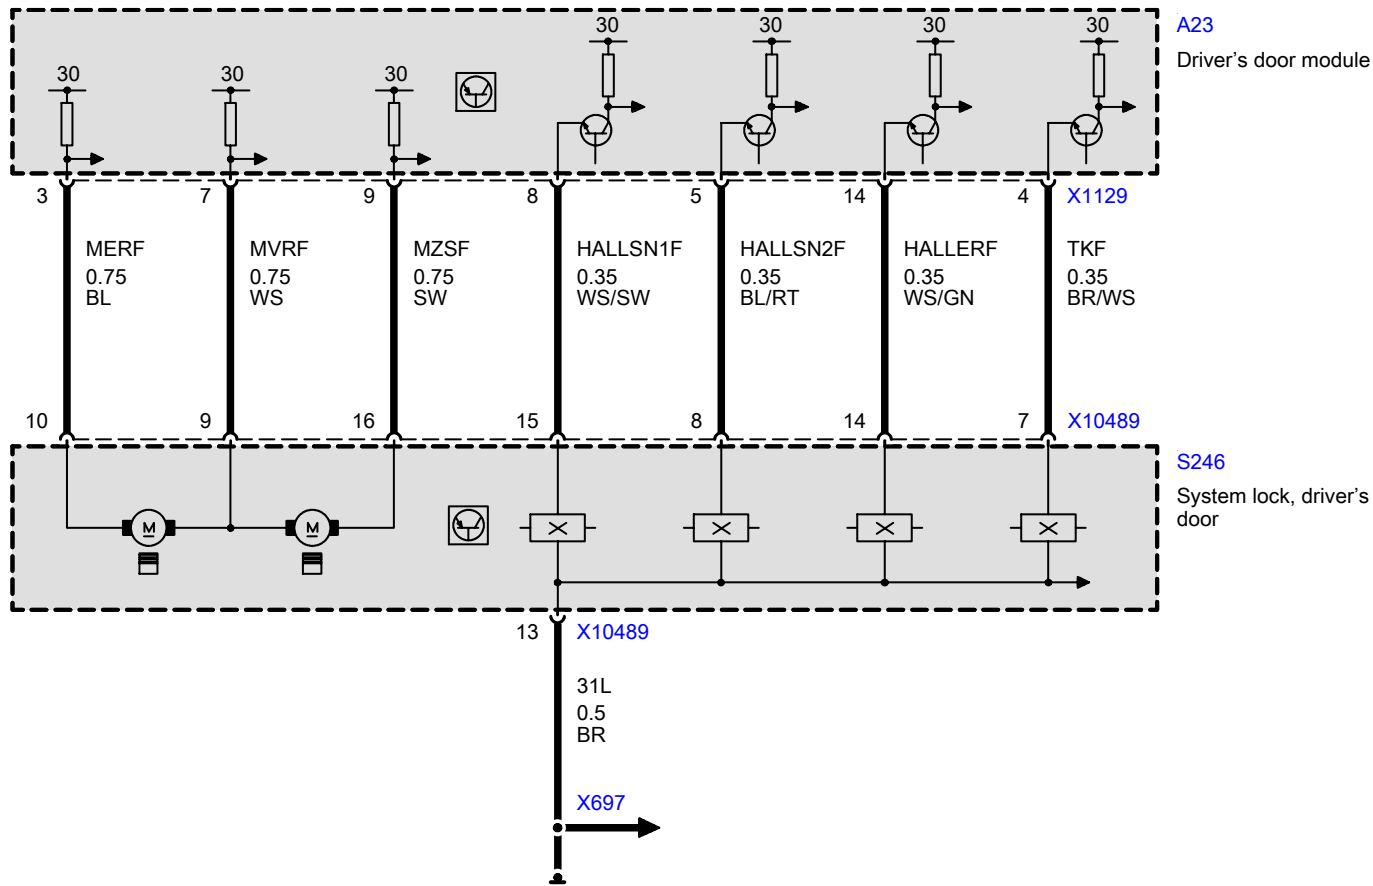 30 30 30 30
A23
Driver's door module
30 30 30
3 7 9 8 5 14 4 X1129
MERF MVRF MZSF HALLSN1F HALLSN2F HALLERF TKF
0.75 0.75 0.75 0.35 0.35 0.35 0.35
BL WS SW WS/SW BL/RT WS/GN BR/WS
10 9 16 15 8 14 7 X10489
S246
System lock, driver's
door
M M
13 X10489
31L
0.5
BR
X697